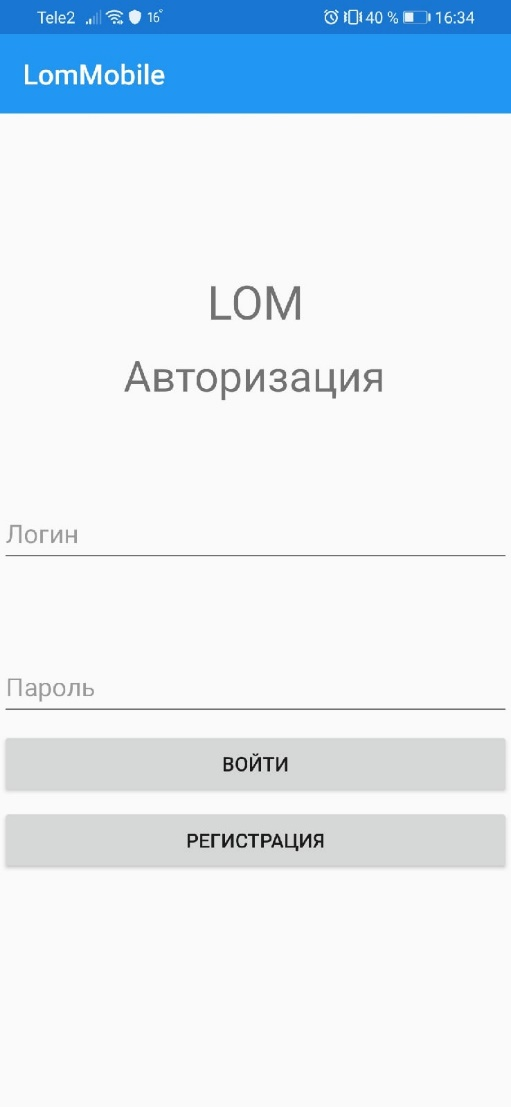 Tele2 16° 40 % 16:34
LomMobile
LOM
Авторизация
Логин
Пароль
ВОЙТИ
РЕГИСТРАЦИЯ